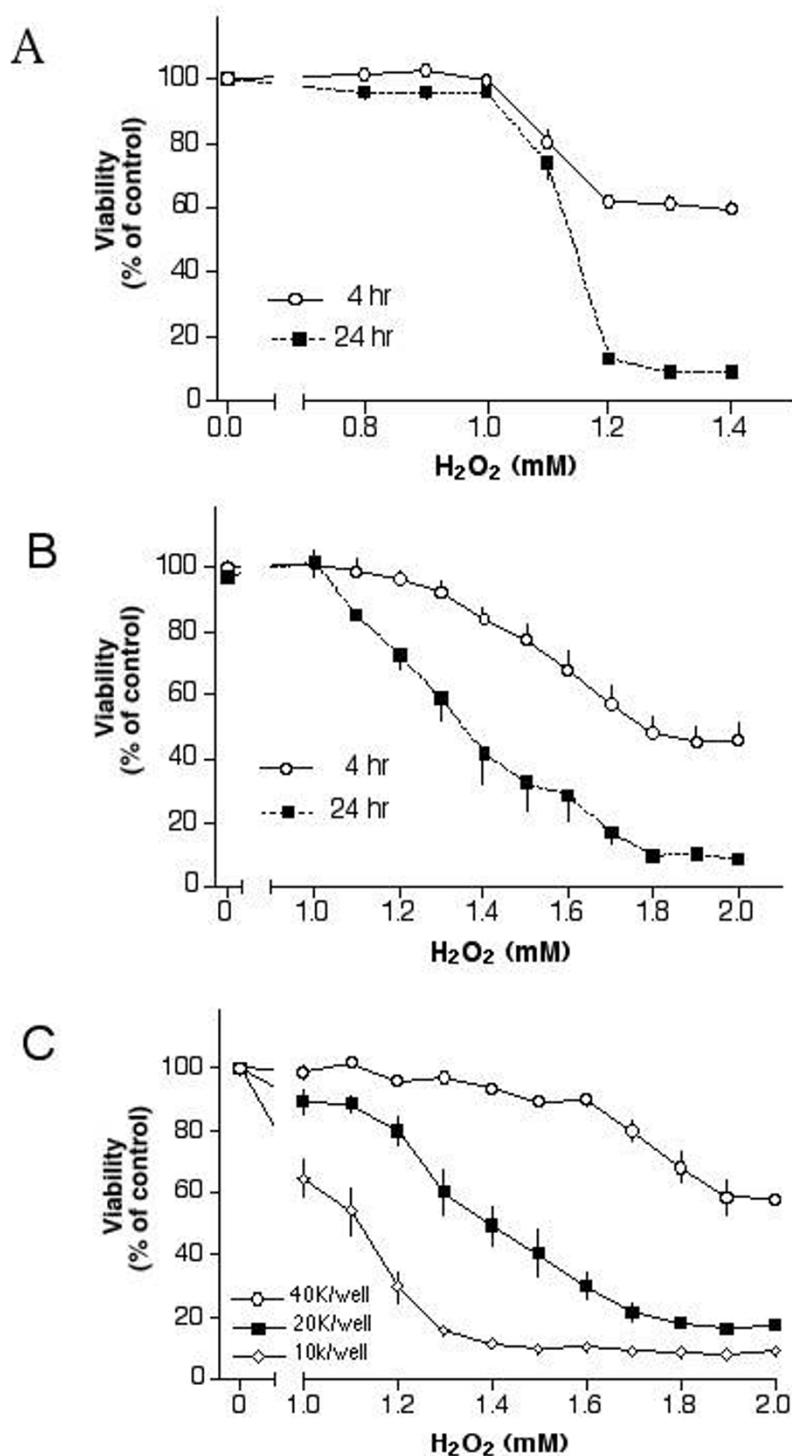 A
Viability
(% of control)
100
80
60
40
20
0
4 hr
24 hr
0.0
0.8
1.0
1.2
1.4
H₂O₂ (mM)
B
Viability
(% of control)
100
80
60
40
20
0
4 hr
24 hr
0
1.0
1.2
1.4
1.6
1.8
2.0
H₂O₂ (mM)
C
Viability
(% of control)
100
80
60
40
20
0
40K/well
20K/well
10k/well
0
1.0
1.2
1.4
1.6
1.8
2.0
H₂O₂ (mM)